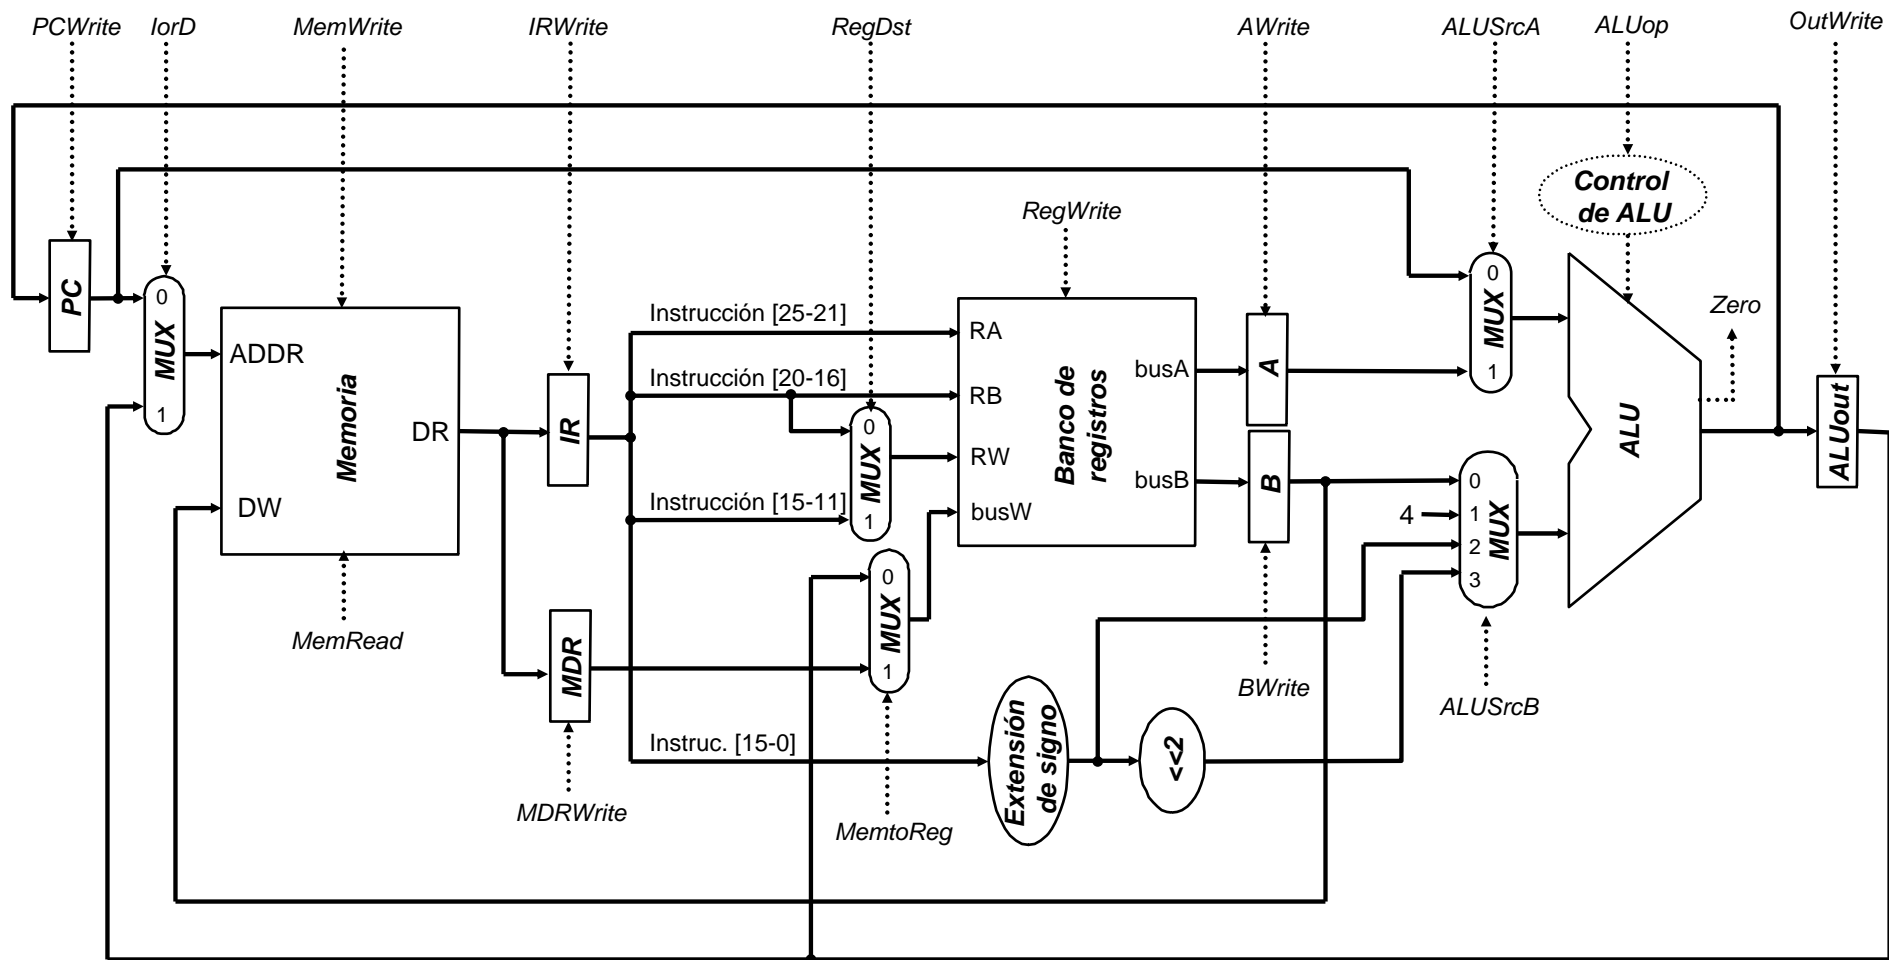 PCWrite
IorD
MemWrite
IRWrite
RegDst
AWrite
ALUSrcA
ALUop
OutWrite
Control
de ALU
RegWrite
PC
0
MUX
1
ADDR
Memoria
DR
DW
MemRead
IR
Instrucción [25-21]
Instrucción [20-16]
Instrucción [15-11]
0
MUX
1
RA
RB
RW
busW
Banco de
registros
busA
busB
A
B
BWrite
0
MUX
1
4
0
1
2
3
MUX
ALUSrcB
ALU
Zero
ALUout
MDR
MDRWrite
0
MUX
1
MemtoReg
Instruc. [15-0]
Extensión
de signo
<<2